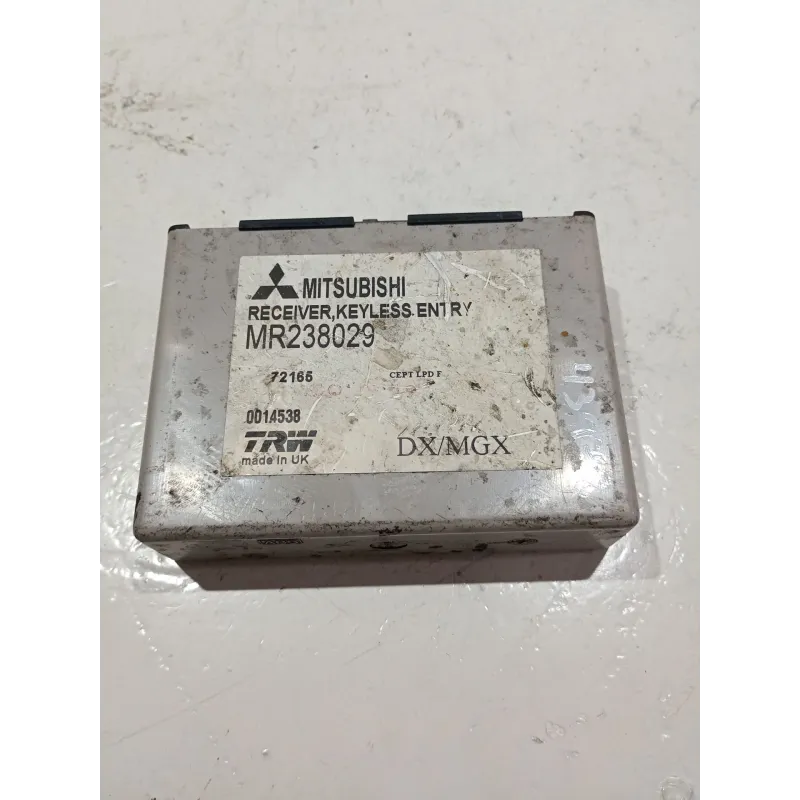 MITSUBISHI
RECEIVER,KEYLESS ENTRY
MR238029
72165 CEPT LPD F
0014538
TRW
made in UK DX/MGX